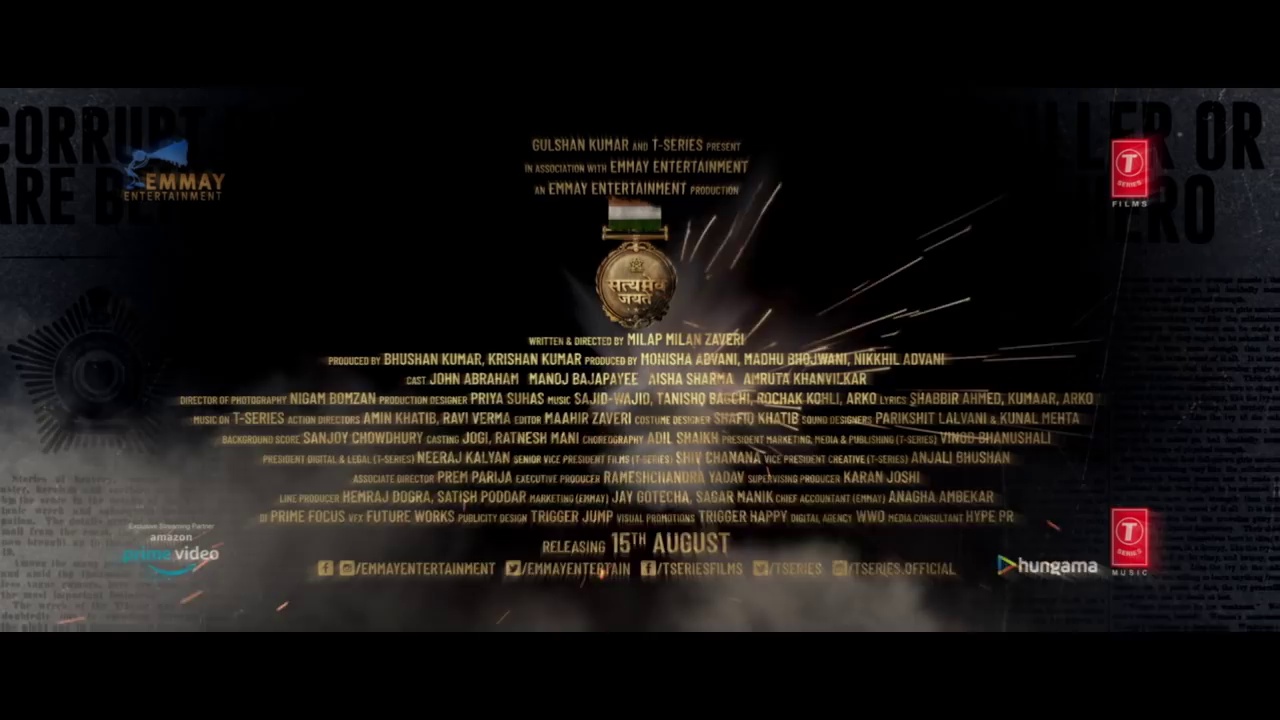 CORRUPT
ARE
LLER OR
HERO
EMMAY
ENTERTAINMENT
T
SERIES
FILMS
GULSHAN KUMAR AND T-SERIES PRESENT
IN ASSOCIATION WITH EMMAY ENTERTAINMENT
AN EMMAY ENTERTAINMENT PRODUCTION
सत्यमेव
जयते
WRITTEN & DIRECTED BY MILAP MILAN ZAVERI
PRODUCED BY BHUSHAN KUMAR, KRISHAN KUMAR PRODUCED BY MONISHA ADVANI, MADHU BHOJWANI, NIKKHIL ADVANI
CAST JOHN ABRAHAM MANOJ BAJAPAYEE AISHA SHARMA AMRUTA KHANVILKAR
DIRECTOR OF PHOTOGRAPHY NIGAM BOMZAN PRODUCTION DESIGNER PRIYA SUHAS MUSIC SAJID-WAJID, TANISHQ BAGCHI, ROCHAK KOHLI, ARKO LYRICS SHABBIR AHMED, KUMAAR, ARKO
MUSIC ON T-SERIES ACTION DIRECTORS AMIN KHATIB, RAVI VERMA EDITOR MAAHIR ZAVERI COSTUME DESIGNER SHAFIQ KHATIB SOUND DESIGNERS PARIKSHIT LALVANI & KUNAL MEHTA
BACKGROUND SCORE SANJOY CHOWDHURY CASTING JOGI, RATNESH MANI CHOREOGRAPHY ADIL SHAIKH PRESIDENT MARKETING, MEDIA & PUBLISHING (T-SERIES) VINOD BHANUSHALI
PRESIDENT DIGITAL & LEGAL (T-SERIES) NEERAJ KALYAN SENIOR VICE PRESIDENT FILMS (T-SERIES) SHIV CHANANA VICE PRESIDENT CREATIVE (T-SERIES) ANJALI BHUSHAN
ASSOCIATE DIRECTOR PREM PARIJA EXECUTIVE PRODUCER RAMESHCHANDRA YADAV SUPERVISING PRODUCER KARAN JOSHI
LINE PRODUCER HEMRAJ DOGRA, SATISH PODDAR MARKETING (EMMAY) JAY GOTECHA, SAGAR MANIK CHIEF ACCOUNTANT (EMMAY) ANAGHA AMBEKAR
DI PRIME FOCUS VFX FUTURE WORKS PUBLICITY DESIGN TRIGGER JUMP VISUAL PROMOTIONS TRIGGER HAPPY DIGITAL AGENCY WWO MEDIA CONSULTANT HYPE PR
RELEASING 15TH AUGUST
/EMMAYENTERTAINMENT /EMMAYENTERTAIN /TSERIESFILMS /TSERIES /TSERIES.OFFICIAL
Exclusive Streaming Partner
amazon
prime video
hungama
T
SERIES
MUSIC